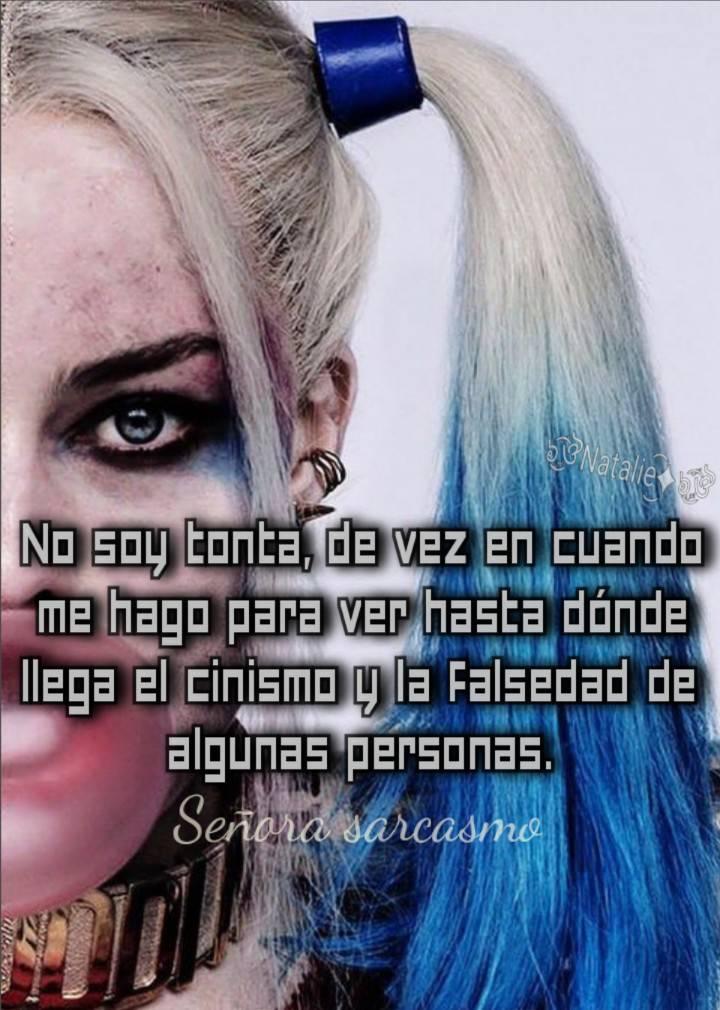 Natalie
No soy tonta, de vez en cuando
me hago para ver hasta dónde
llega el cinismo y la falsedad de
algunas personas.
Señora sarcasmo